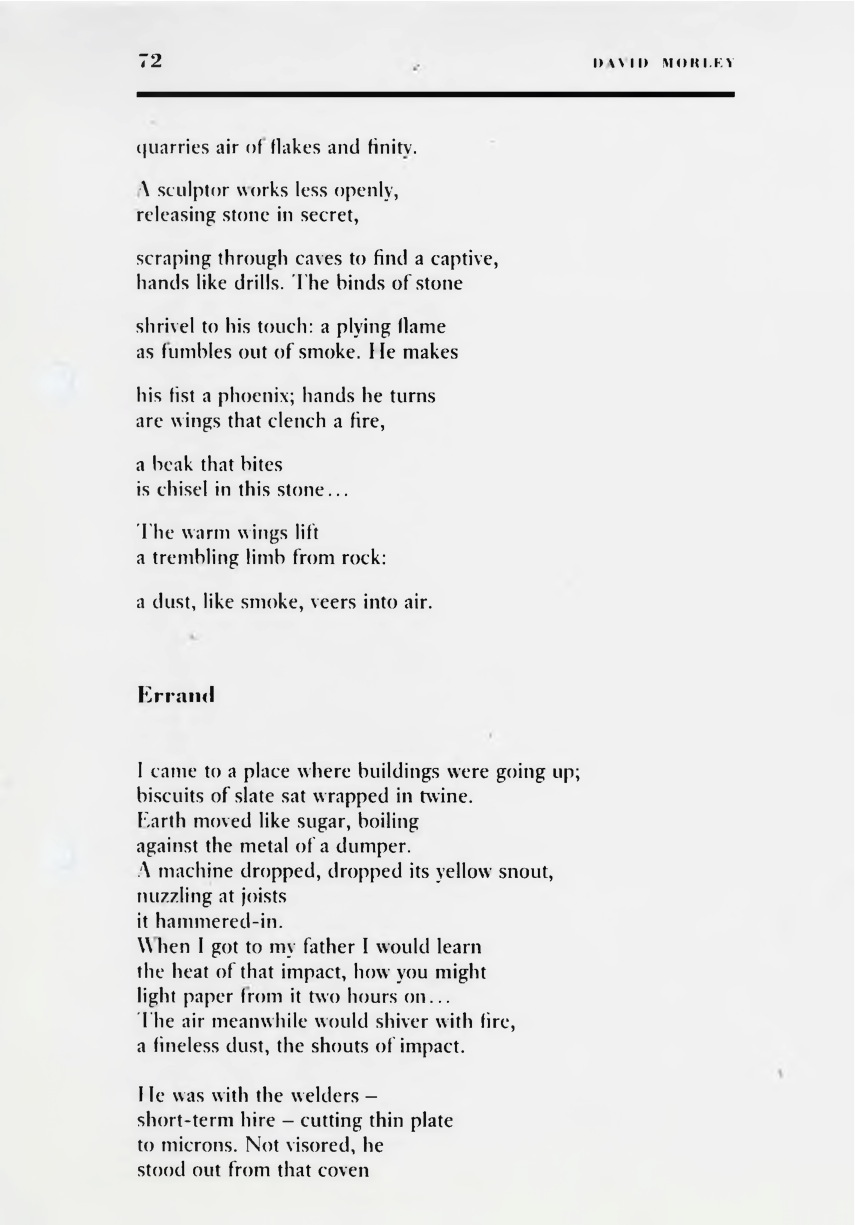 72 DAVID MORLEY
quarries air of flakes and finity.
A sculptor works less openly,
releasing stone in secret,
scraping through caves to find a captive,
hands like drills. The binds of stone
shrivel to his touch: a plying flame
as fumbles out of smoke. He makes
his fist a phoenix; hands he turns
are wings that clench a fire,
a beak that bites
is chisel in this stone...
The warm wings lift
a trembling limb from rock:
a dust, like smoke, veers into air.
Errand
I came to a place where buildings were going up;
biscuits of slate sat wrapped in twine.
Earth moved like sugar, boiling
against the metal of a dumper.
A machine dropped, dropped its yellow snout,
nuzzling at joists
it hammered-in.
When I got to my father I would learn
the heat of that impact, how you might
light paper from it two hours on...
The air meanwhile would shiver with fire,
a fineless dust, the shouts of impact.
He was with the welders –
short-term hire – cutting thin plate
to microns. Not visored, he
stood out from that coven